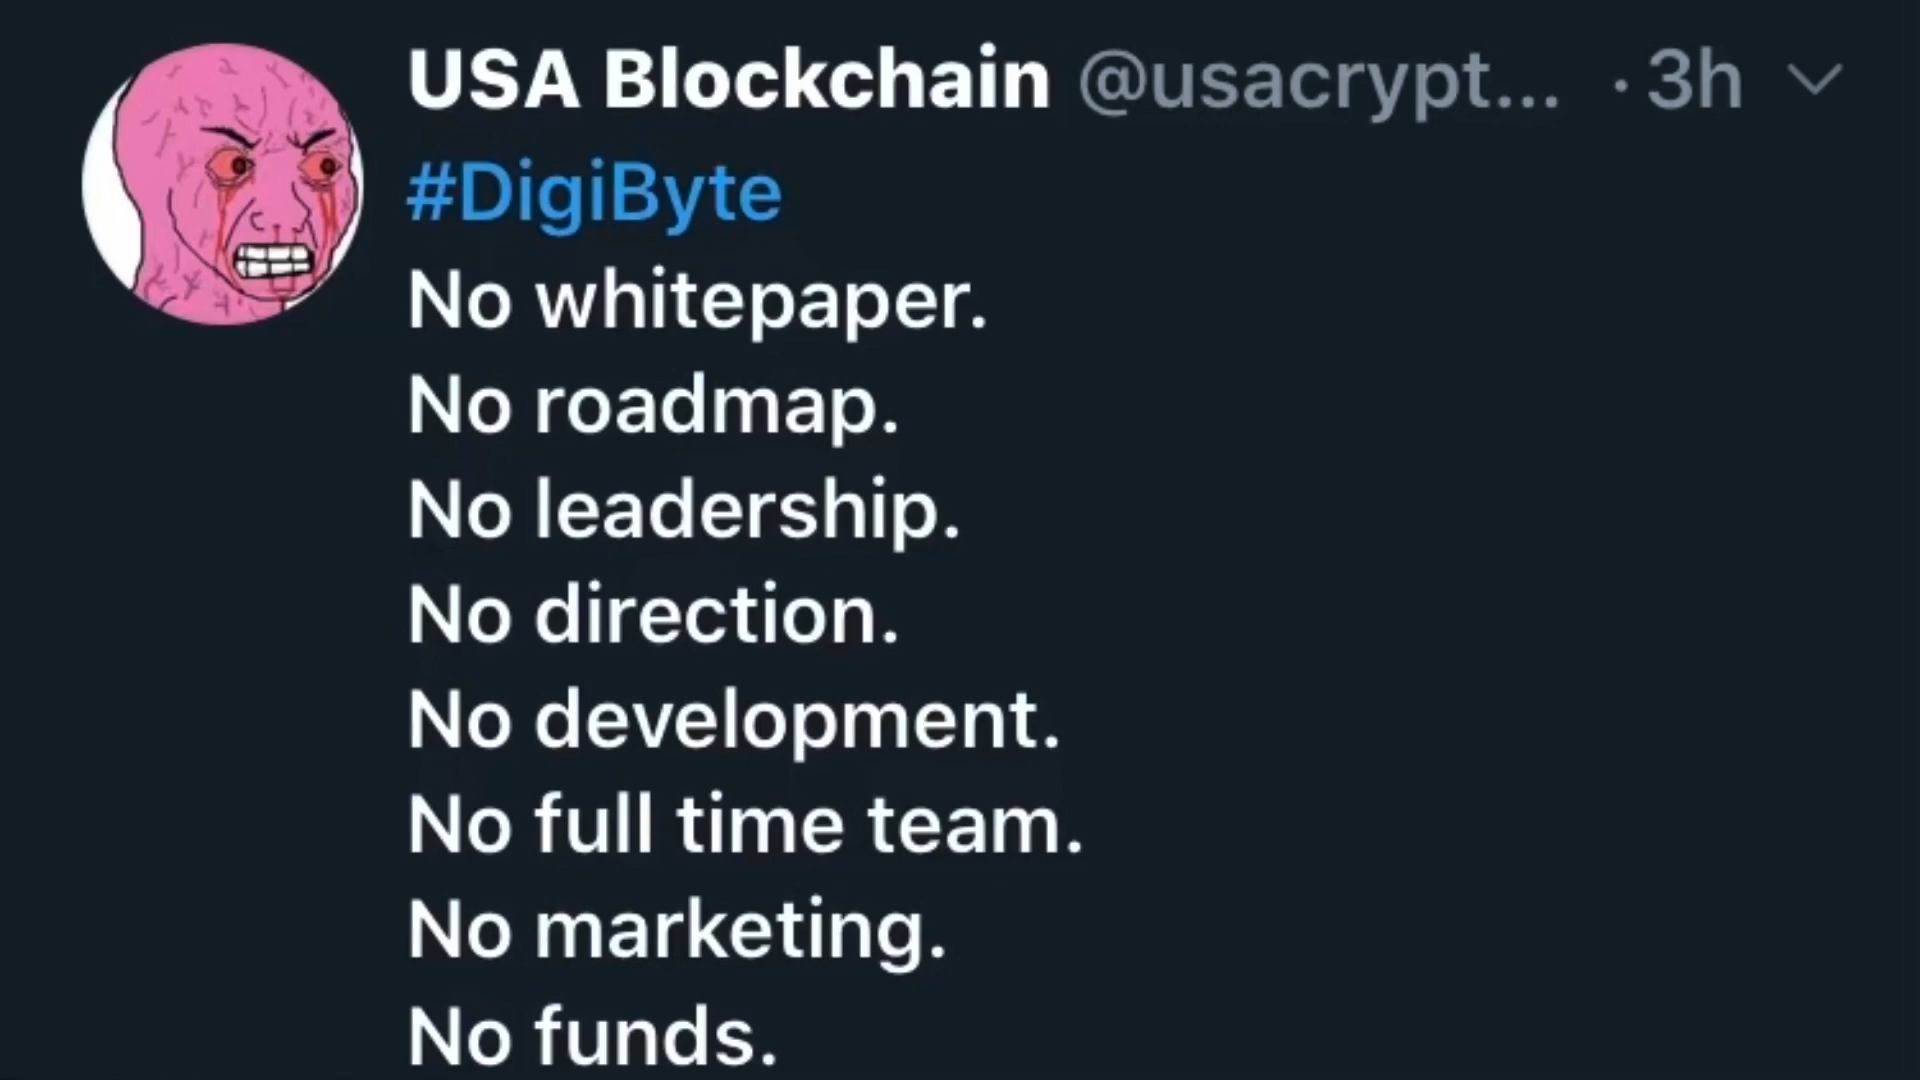 USA Blockchain @usacrypt... · 3h
#DigiByte
No whitepaper.
No roadmap.
No leadership.
No direction.
No development.
No full time team.
No marketing.
No funds.